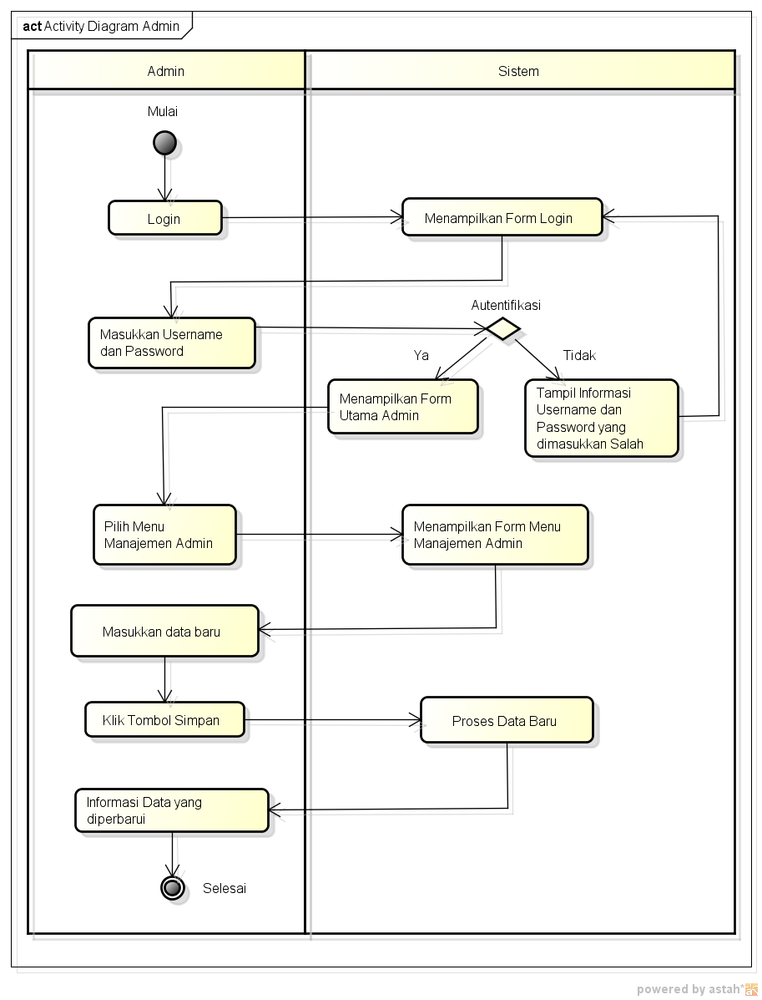 act Activity Diagram Admin
Admin
Sistem
Mulai
Login
Menampilkan Form Login
Autentifikasi
Masukkan Username
dan Password
Ya
Tidak
Menampilkan Form
Utama Admin
Tampil Informasi
Username dan
Password yang
dimasukkan Salah
Pilih Menu
Manajemen Admin
Menampilkan Form Menu
Manajemen Admin
Masukkan data baru
Klik Tombol Simpan
Proses Data Baru
Informasi Data yang
diperbarui
Selesai
powered by astah*